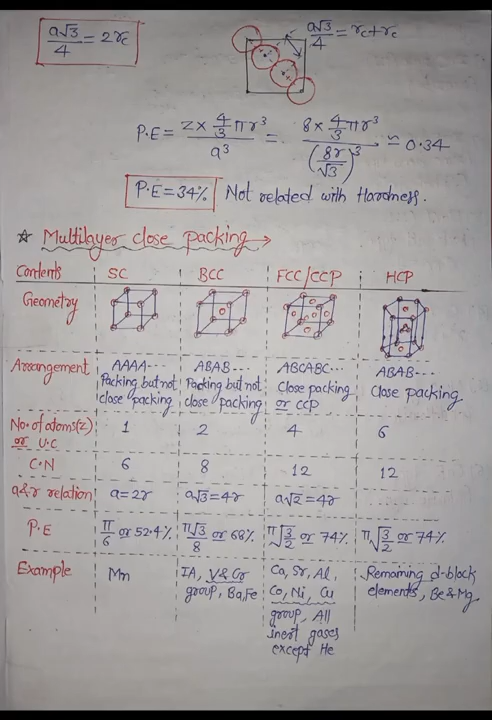 a√3/4 = 2rc
a√3/4 = rc+rc
P.E = 2 × 4/3 πr³ / a³ = 8 × 4/3 πr³ / (8r/√3)³ ≈ 0.34
P.E = 34% Not related with Hardness.
☆ Multilayer close packing →
Contents SC BCC FCC/CCP HCP
Geometry
Arrangement AAAA-- ABAB-- ABCABC... ABAB---
Packing but not Packing but not Close packing Close packing
close packing close packing or CCP
No. of atoms(z) 1 2 4 6
or U.C
C.N 6 8 12 12
a&r relation a=2r a√3=4r a√2=4r
P.E π/6 or 52.4% π√3/8 or 68% π√3/2 or 74% π√3/2 or 74%
Example Mn IA, V & Cr Ca, Sr, Al, Remaining d-block
group, Ba, Fe Co, Ni, Cu elements, Be & Mg.
group, All
inert gases
except He